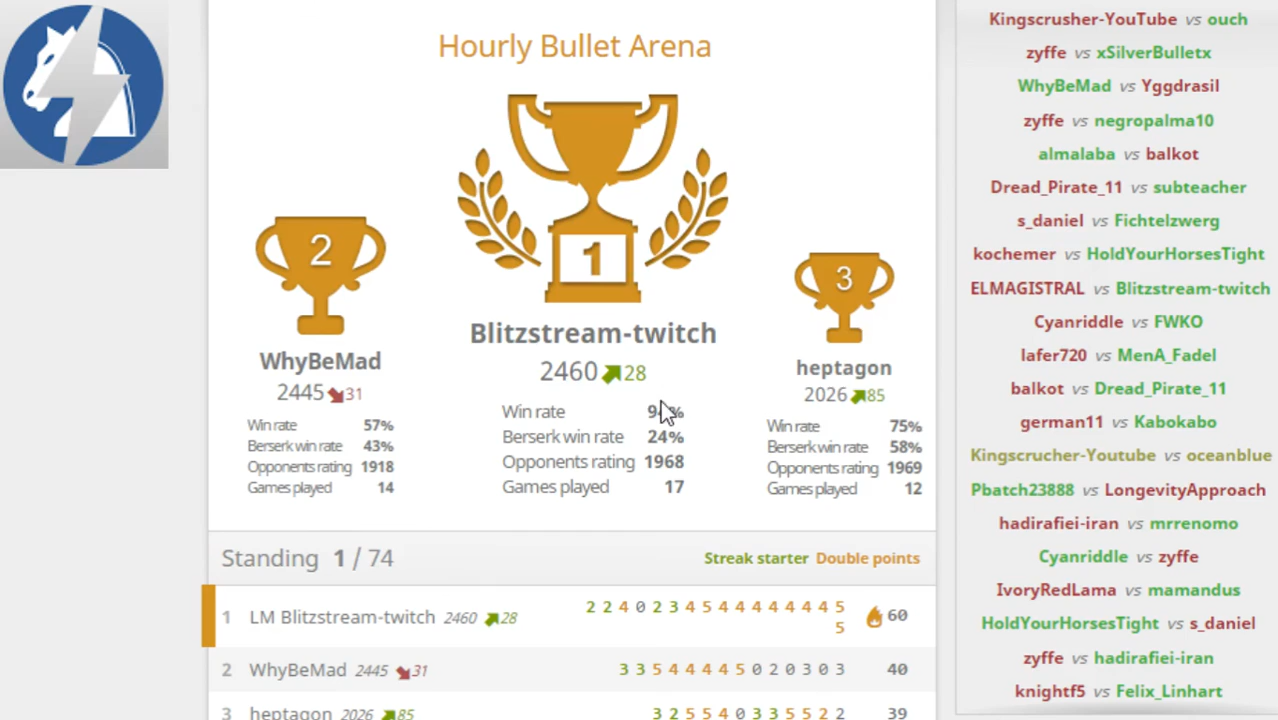 Hourly Bullet Arena
2
1
3
WhyBeMad
2445 31
Win rate 57%
Berserk win rate 43%
Opponents rating 1918
Games played 14
Blitzstream-twitch
2460 28
Win rate
Berserk win rate 24%
Opponents rating 1968
Games played 17
heptagon
2026 85
Win rate 75%
Berserk win rate 58%
Opponents rating 1969
Games played 12
Standing 1 / 74 Streak starter Double points
1 LM Blitzstream-twitch 2460 28 2 2 4 0 2 3 4 5 4 4 4 4 4 4 4 5 60
5
2 WhyBeMad 2445 31 3 3 5 4 4 4 4 5 0 2 0 3 0 3 40
3 heptagon 2026 85 3 2 5 5 4 0 3 3 5 5 2 2 39
Kingscrusher-YouTube vs ouch
zyffe vs xSilverBulletx
WhyBeMad vs Yggdrasil
zyffe vs negropalma10
almalaba vs balkot
Dread_Pirate_11 vs subteacher
s_daniel vs Fichtelzwerg
kochemer vs HoldYourHorsesTight
ELMAGISTRAL vs Blitzstream-twitch
Cyanriddle vs FWKO
lafer720 vs MenA_Fadel
balkot vs Dread_Pirate_11
german11 vs Kabokabo
Kingscrucher-Youtube vs oceanblue
Pbatch23888 vs LongevityApproach
hadirafiei-iran vs mrrenomo
Cyanriddle vs zyffe
IvoryRedLama vs mamandus
HoldYourHorsesTight vs s_daniel
zyffe vs hadirafiei-iran
knightf5 vs Felix_Linhart